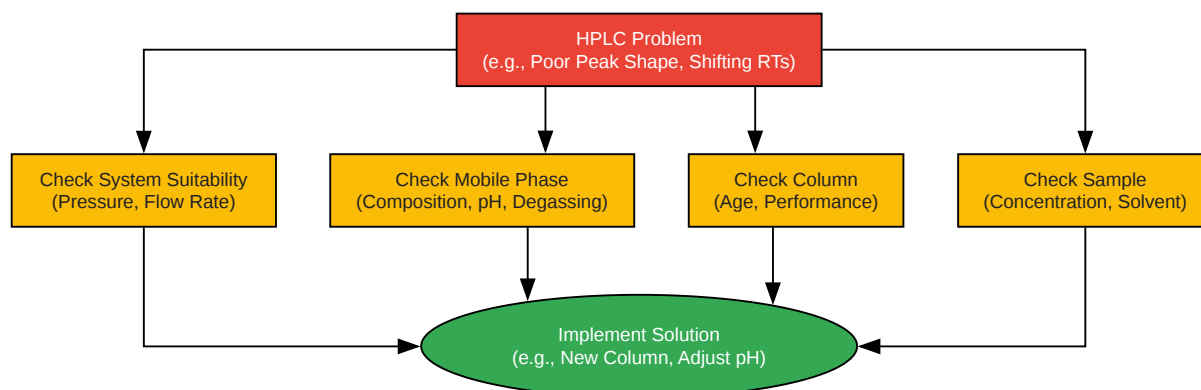 HPLC Problem
(e.g., Poor Peak Shape, Shifting RTs)
Check System Suitability
(Pressure, Flow Rate)
Check Mobile Phase
(Composition, pH, Degassing)
Check Column
(Age, Performance)
Check Sample
(Concentration, Solvent)
Implement Solution
(e.g., New Column, Adjust pH)